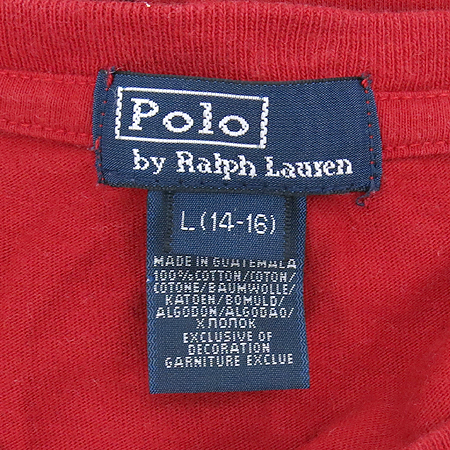 Polo
by Ralph Lauren
L (14-16)
MADE IN GUATEMALA
100% COTTON/COTON/
COTONE/BAUMWOLLE/
KATOEN/BOMULD/
ALGODON/ALGODAO/
ХЛОПОК
EXCLUSIVE OF
DECORATION
GARNITURE EXCLUE